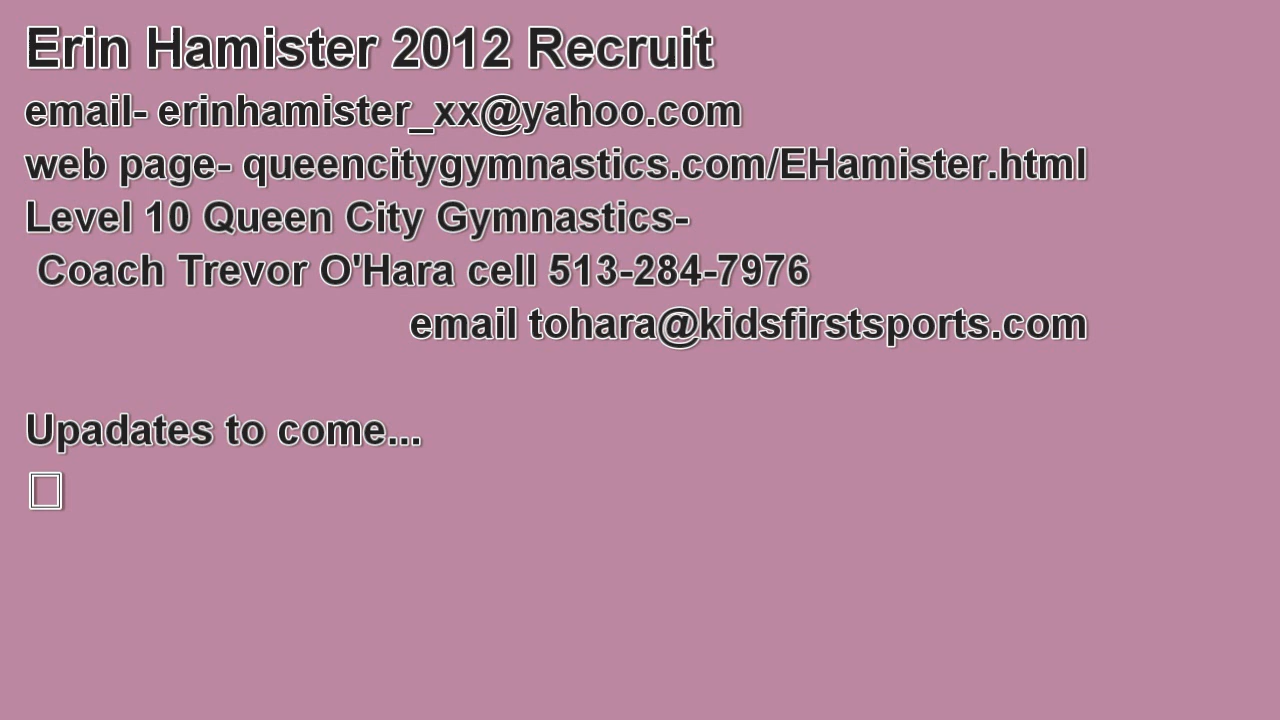 Erin Hamister 2012 Recruit
email- erinhamister_xx@yahoo.com
web page- queencitygymnastics.com/EHamister.html
Level 10 Queen City Gymnastics-
Coach Trevor O'Hara cell 513-284-7976
email tohara@kidsfirstsports.com
Upadates to come...